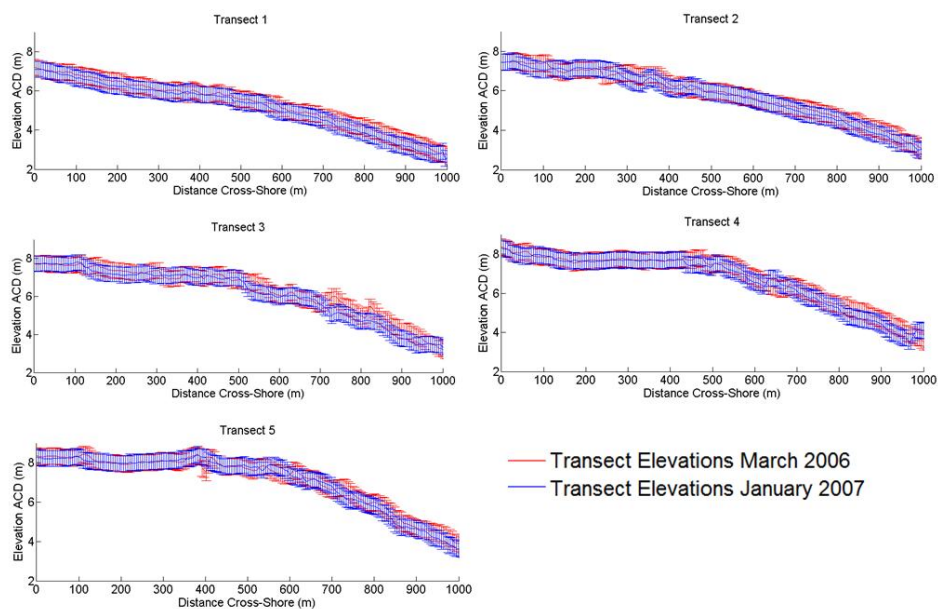 Transect 1
Elevation ACD (m)
8
6
4
2
0 100 200 300 400 500 600 700 800 900 1000
Distance Cross-Shore (m)
Transect 2
Elevation ACD (m)
8
6
4
2
0 100 200 300 400 500 600 700 800 900 1000
Distance Cross-Shore (m)
Transect 3
Elevation ACD (m)
8
6
4
2
0 100 200 300 400 500 600 700 800 900 1000
Distance Cross-Shore (m)
Transect 4
Elevation ACD (m)
8
6
4
2
0 100 200 300 400 500 600 700 800 900 1000
Distance Cross-Shore (m)
Transect 5
Elevation ACD (m)
8
6
4
2
0 100 200 300 400 500 600 700 800 900 1000
Distance Cross-Shore (m)
Transect Elevations March 2006
Transect Elevations January 2007